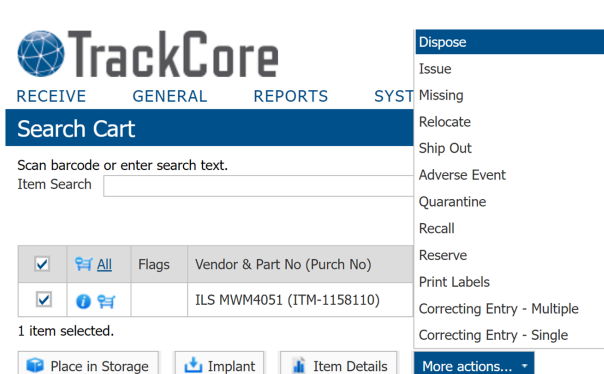 TrackCore
RECEIVE GENERAL REPORTS SYST
Search Cart
Scan barcode or enter search text.
Item Search
All Flags Vendor & Part No (Purch No)
ILS MWM4051 (ITM-1158110)
1 item selected.
Place in Storage Implant Item Details More actions...
Dispose
Issue
Missing
Relocate
Ship Out
Adverse Event
Quarantine
Recall
Reserve
Print Labels
Correcting Entry - Multiple
Correcting Entry - Single